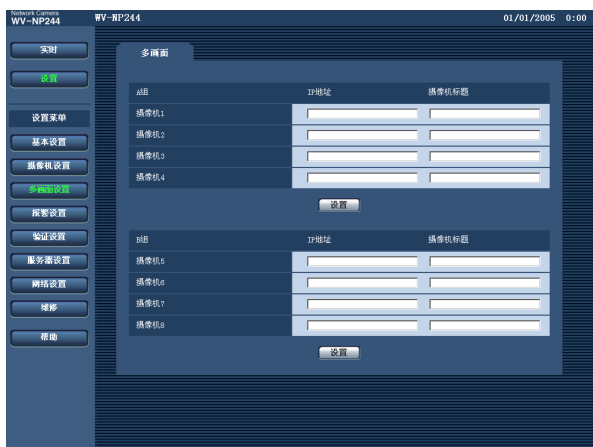 Network Camera
WV-NP244
WV-NP244 01/01/2005 0:00
实时
设置
设置菜单
基本设置
摄像机设置
多画面设置
报警设置
验证设置
服务器设置
网络设置
维修
帮助
多画面
A组 IP地址 摄像机标题
摄像机1
摄像机2
摄像机3
摄像机4
设置
B组 IP地址 摄像机标题
摄像机5
摄像机6
摄像机7
摄像机8
设置